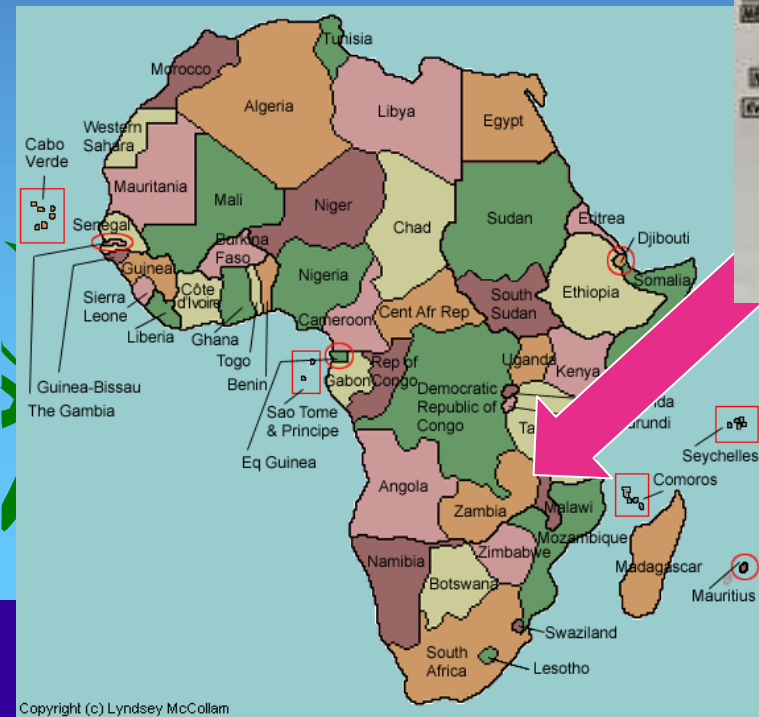 Tunisia
Morocco
Algeria
Libya
Egypt
Western
Sahara
Cabo
Verde
Mauritania
Mali
Niger
Chad
Sudan
Eritrea
Djibouti
Senegal
Burkina
Faso
Guinea
Nigeria
Côte
d'Ivoire
Somalia
Ethiopia
South
Sudan
Cent Afr Rep
Cameroon
Sierra
Leone
Liberia
Ghana
Togo
Benin
Guinea-Bissau
The Gambia
Sao Tome
& Principe
Eq Guinea
Gabon
Rep of
Congo
Democratic
Republic of
Congo
Uganda
Kenya
Seychelles
Comoros
Angola
Zambia
Malawi
Mozambique
Madagascar
Mauritius
Namibia
Zimbabwe
Botswana
Swaziland
South
Africa
Lesotho
Copyright (c) Lyndsey McCollam